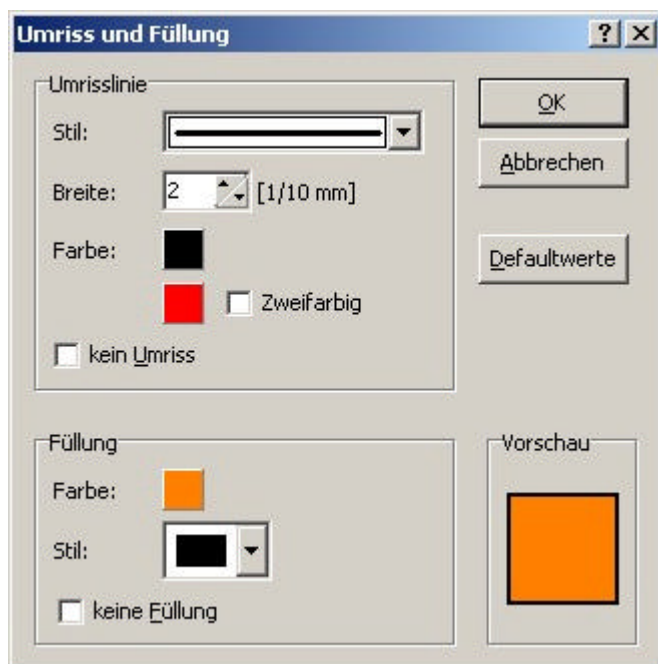 Umriss und Füllung
Umrisslinie
Stil:
Breite: 2 [1/10 mm]
Farbe:
Zweifarbig
kein Umriss
OK
Abbrechen
Defaultwerte
Füllung
Farbe:
Stil:
keine Füllung
Vorschau